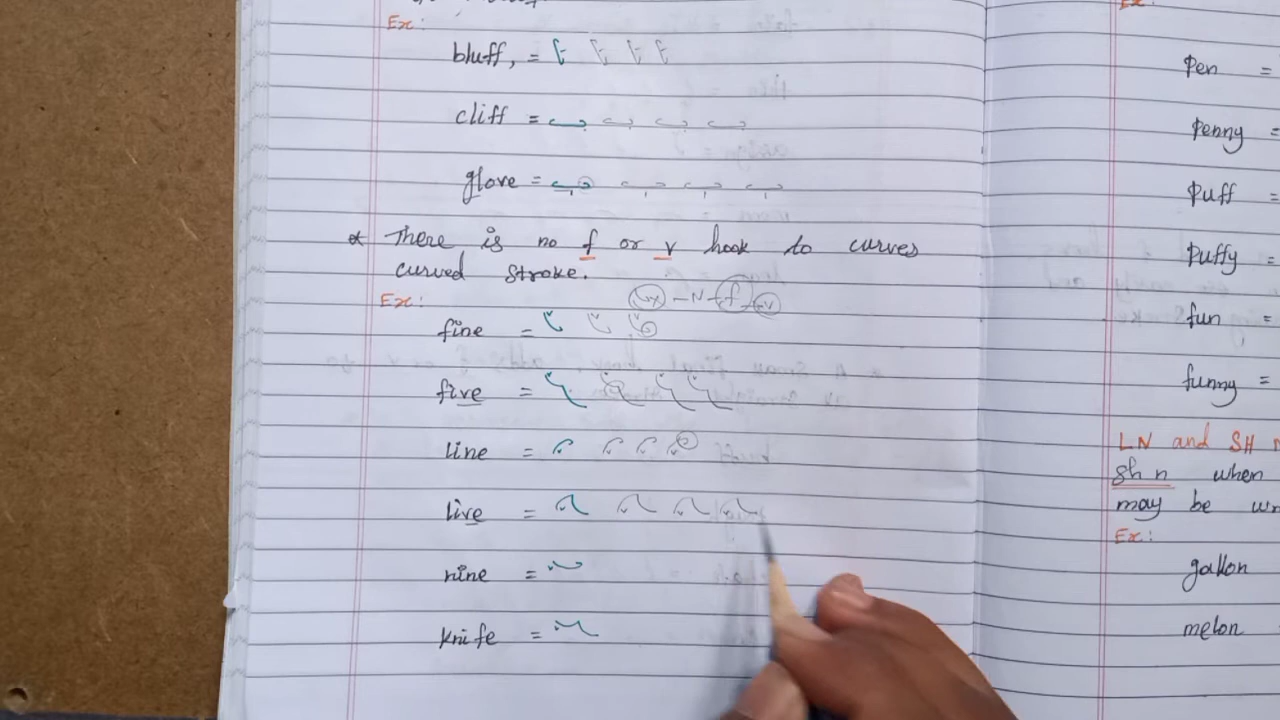 Ex:
bluff, =
cliff =
glove =
* There is no f or v hook to curves
curved stroke.
Ex:
- N - f - v
fine =
five =
line =
live =
nine =
knife =
Ex:
Pen =
Penny =
Puff =
Puffy =
fun =
funny =
LN and SH
sh n when
may be
Ex:
gallon
melon =